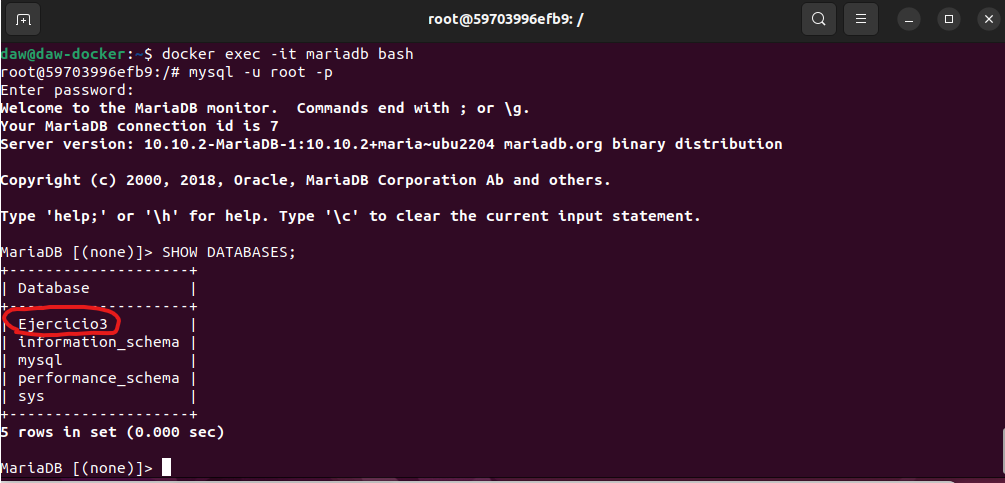 root@59703996efb9: /
daw@daw-docker:~$ docker exec -it mariadb bash
root@59703996efb9:/# mysql -u root -p
Enter password:
Welcome to the MariaDB monitor.  Commands end with ; or \g.
Your MariaDB connection id is 7
Server version: 10.10.2-MariaDB-1:10.10.2+maria~ubu2204 mariadb.org binary distribution

Copyright (c) 2000, 2018, Oracle, MariaDB Corporation Ab and others.

Type 'help;' or '\h' for help. Type '\c' to clear the current input statement.

MariaDB [(none)]> SHOW DATABASES;
+--------------------+
| Database           |
+--------------------+
| Ejercicio3         |
| information_schema |
| mysql              |
| performance_schema |
| sys                |
+--------------------+
5 rows in set (0.000 sec)

MariaDB [(none)]>